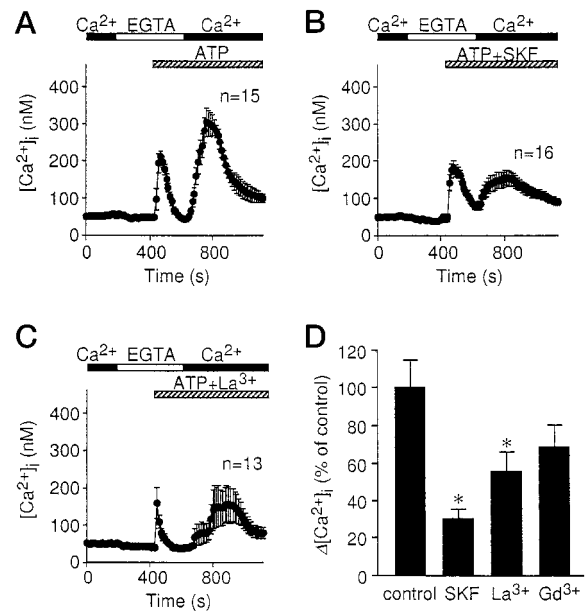 A
Ca²⁺ EGTA Ca²⁺
ATP
n=15
[Ca²⁺]ᵢ (nM)
400
300
200
100
0
0 400 800
Time (s)
B
Ca²⁺ EGTA Ca²⁺
ATP+SKF
n=16
[Ca²⁺]ᵢ (nM)
400
300
200
100
0
0 400 800
Time (s)
C
Ca²⁺ EGTA Ca²⁺
ATP+La³⁺
n=13
[Ca²⁺]ᵢ (nM)
400
300
200
100
0
0 400 800
Time (s)
D
Δ[Ca²⁺]ᵢ (% of control)
120
100
80
60
40
20
0
*
*
control SKF La³⁺ Gd³⁺